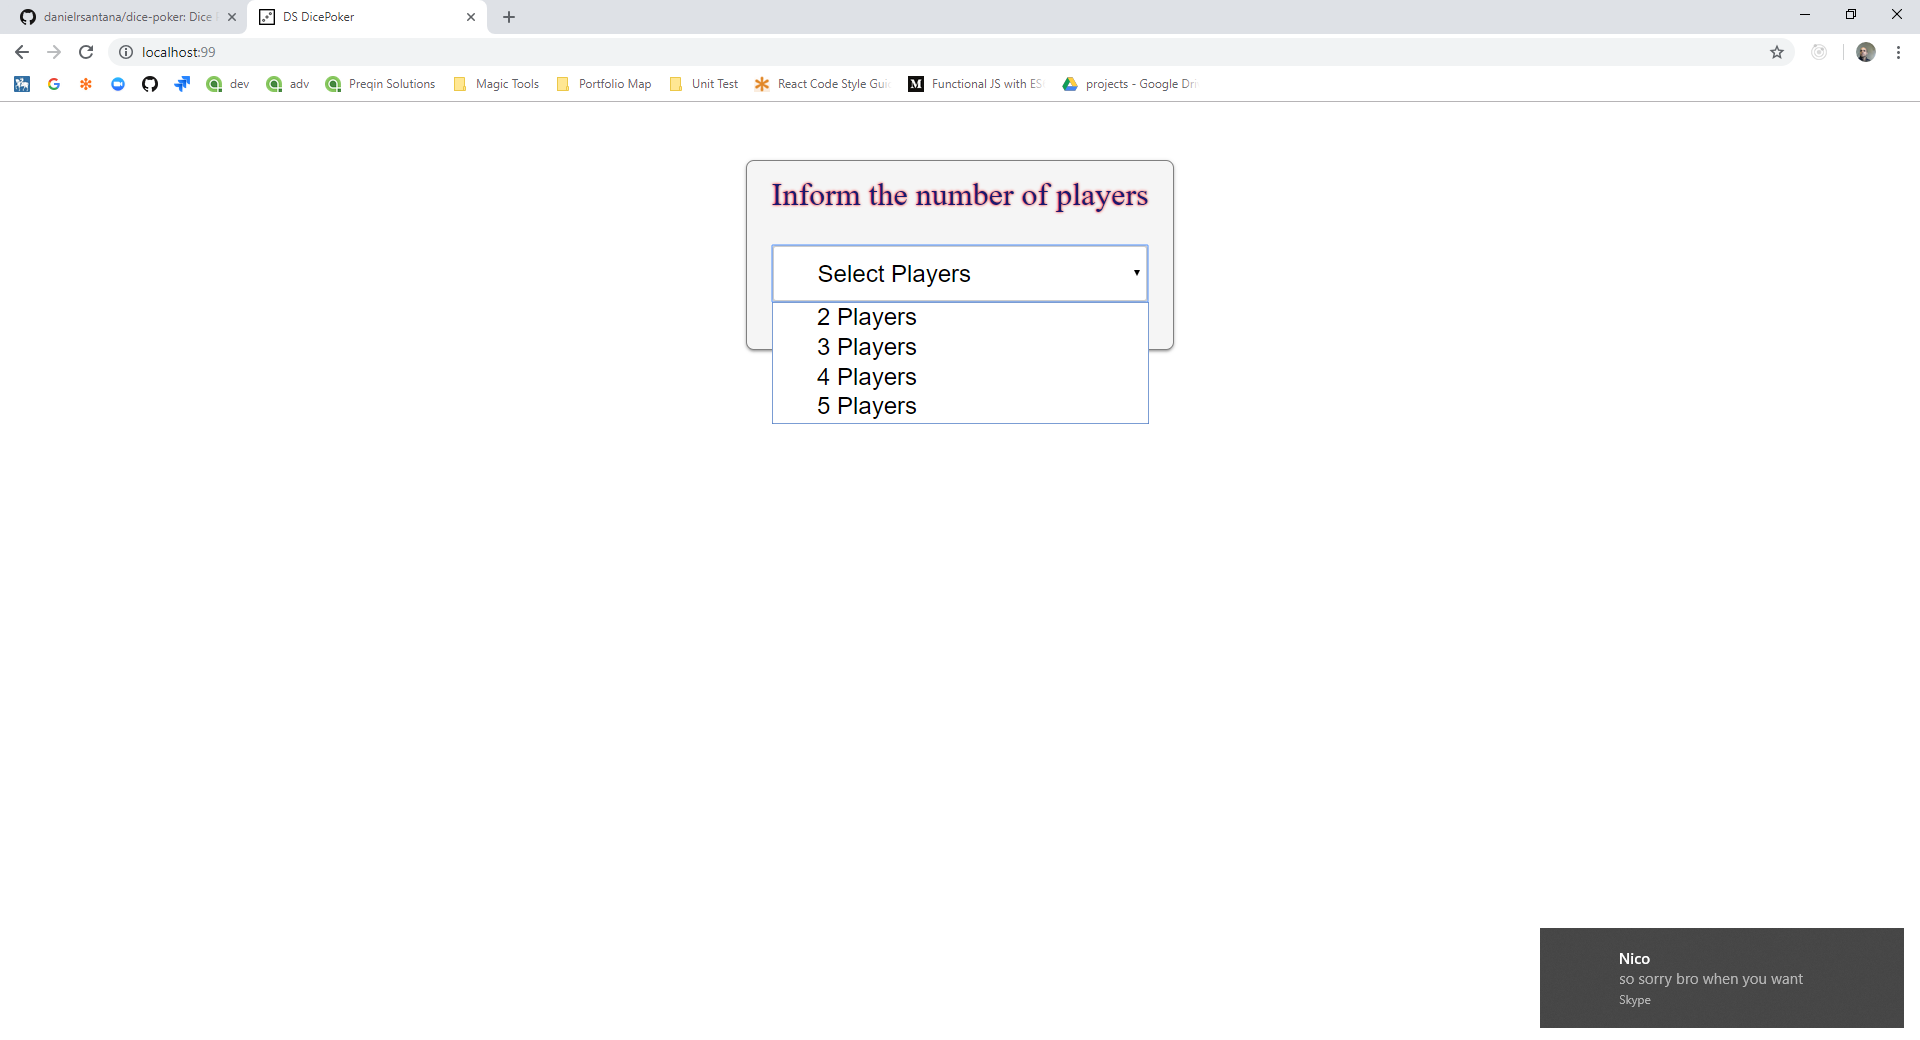 danielrsantana/dice-poker: Dice
DS DicePoker
localhost:99
dev
adv
Preqin Solutions
Magic Tools
Portfolio Map
Unit Test
React Code Style Gui
Functional JS with ES
projects - Google Dri
Inform the number of players
Select Players
2 Players
3 Players
4 Players
5 Players
Nico
so sorry bro when you want
Skype